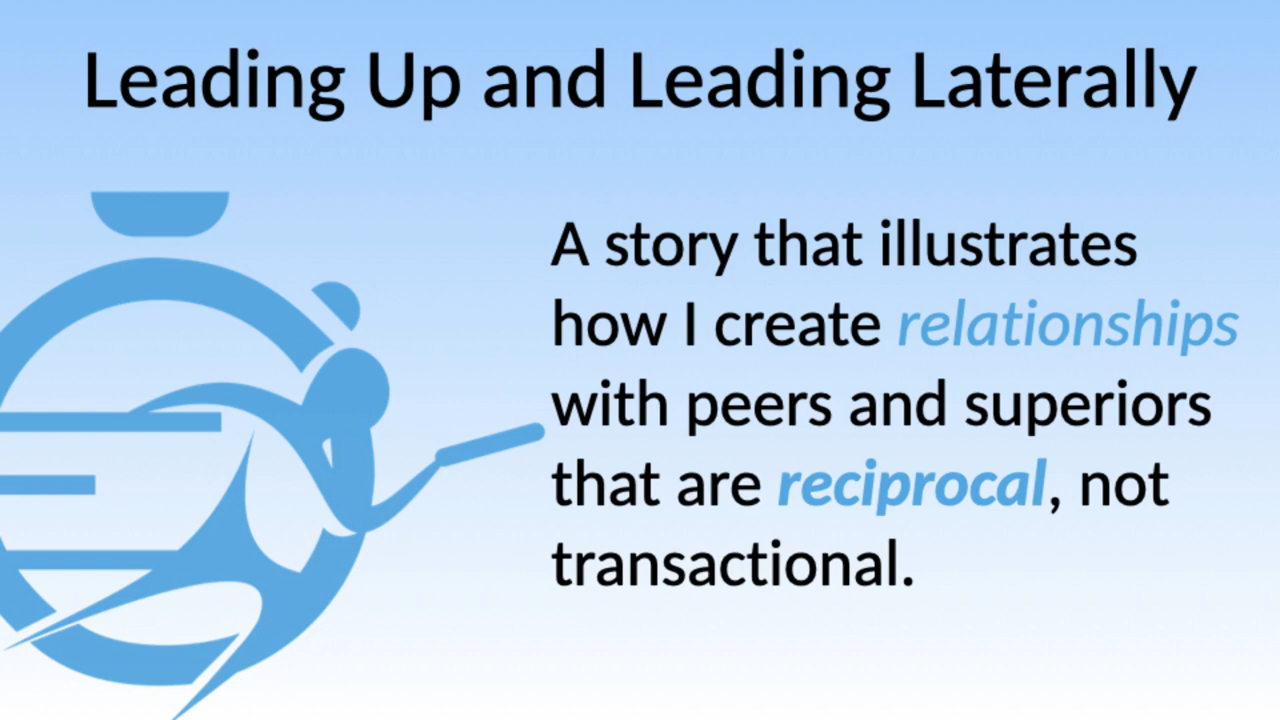 Leading Up and Leading Laterally
A story that illustrates
how I create relationships
with peers and superiors
that are reciprocal, not
transactional.